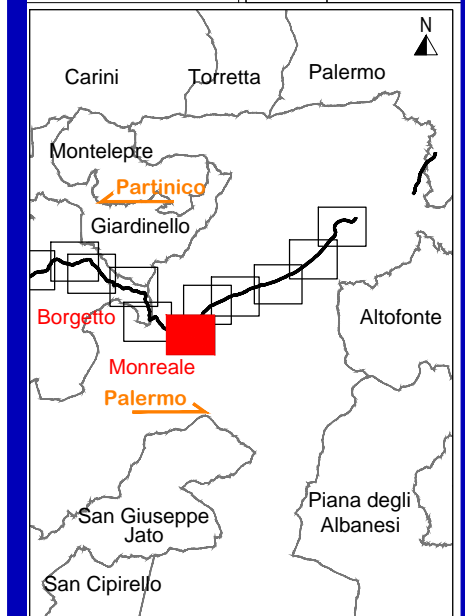 N
Carini
Torretta
Palermo
Montelepre
Partinico
Giardinello
Borgetto
Altofonte
Monreale
Palermo
San Giuseppe
Jato
Piana degli
Albanesi
San Cipirello